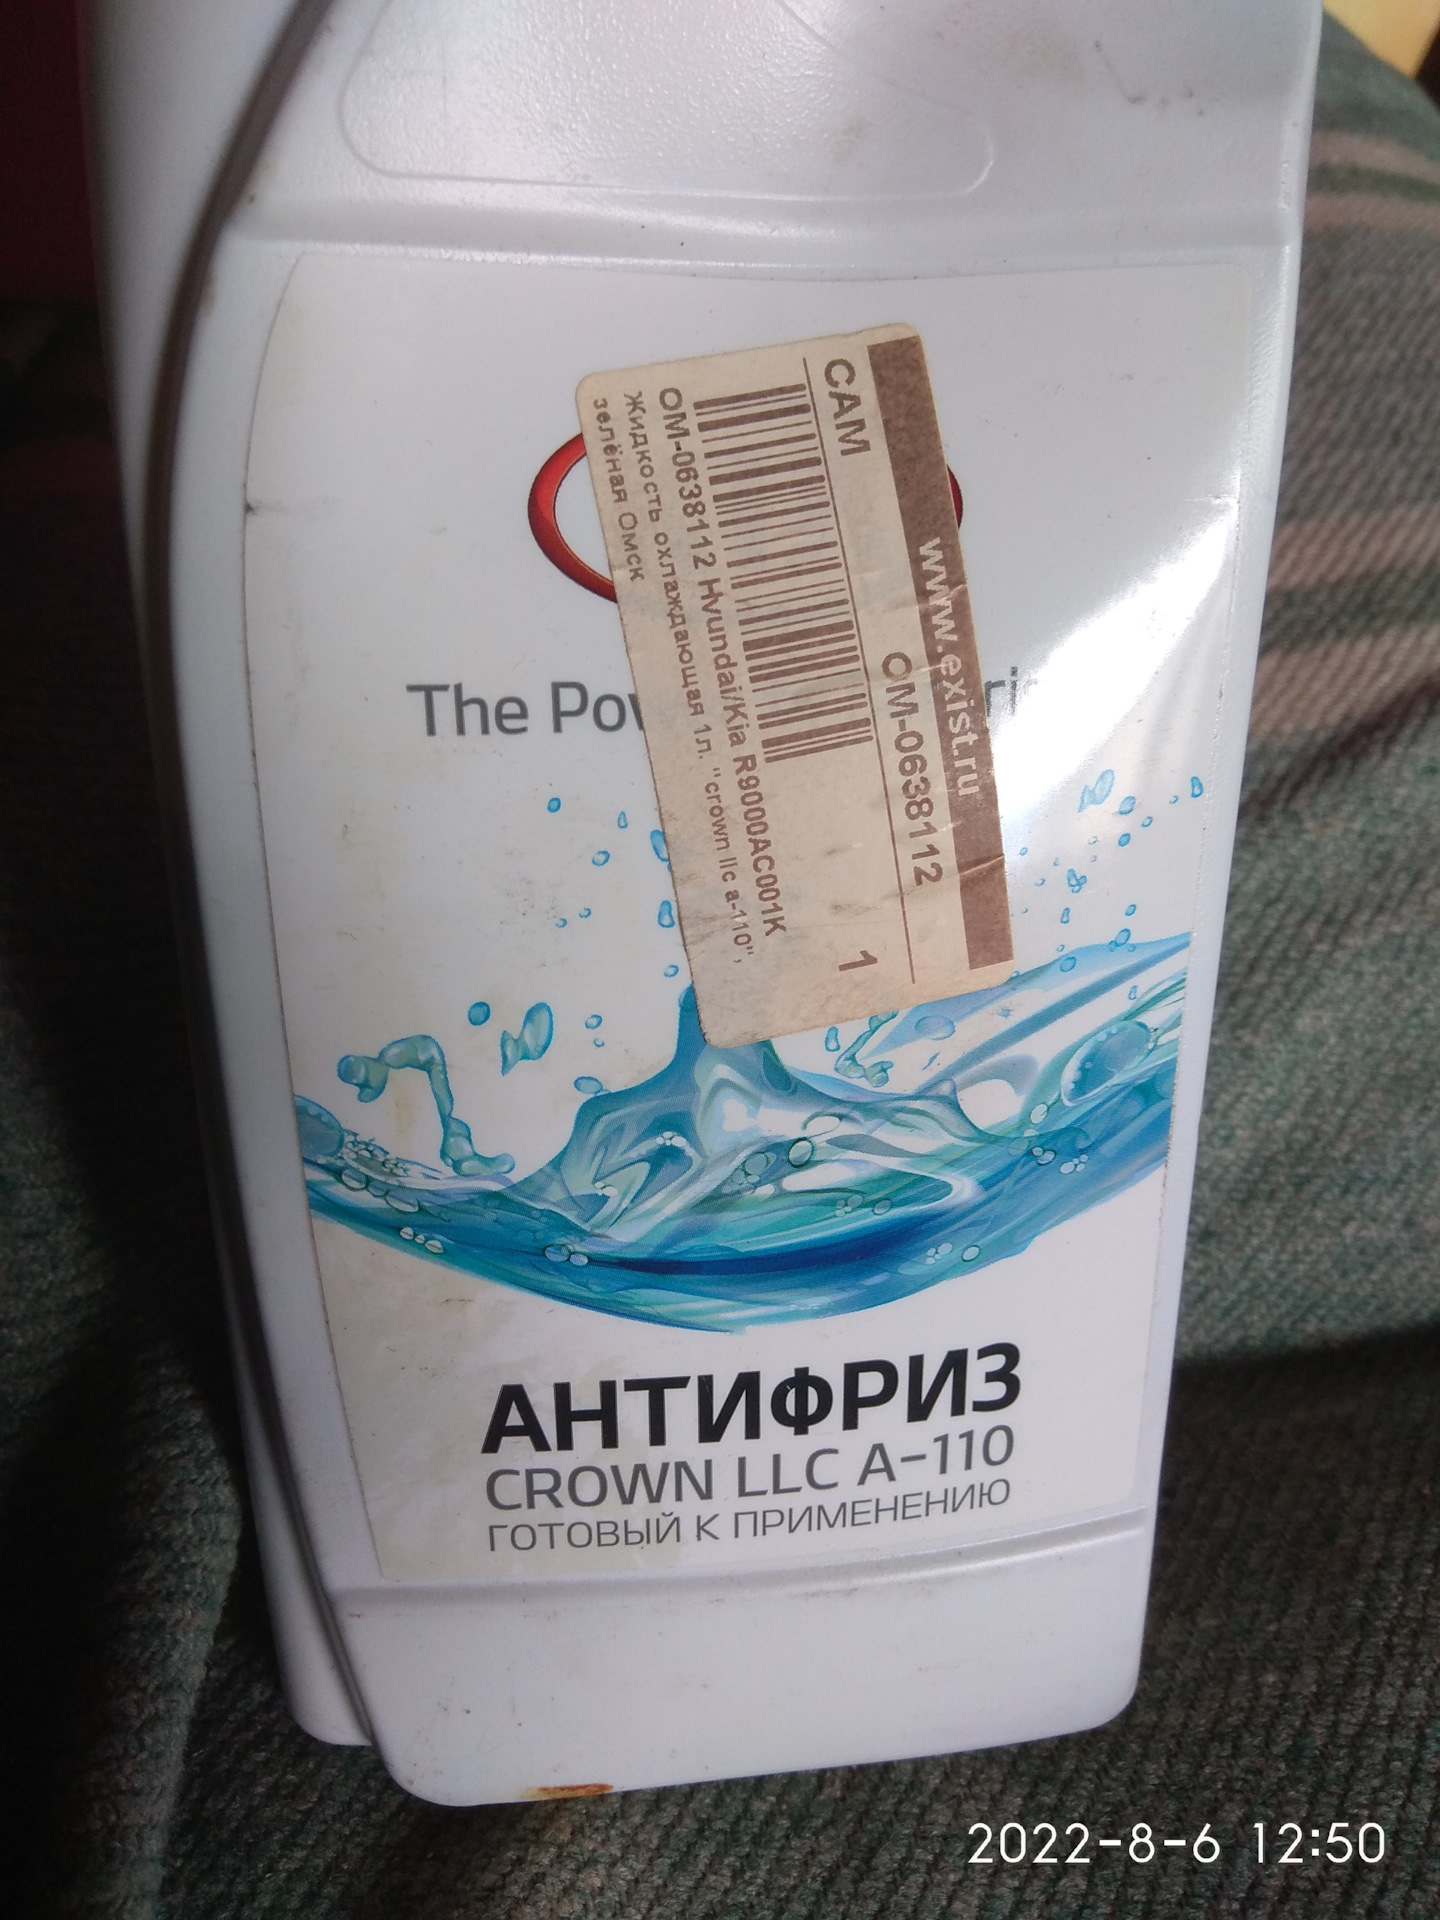 www.exist.ru
CAM OM-0638112
1
OM-0638112 Hyundai/Kia R9000AC001K
Жидкость охлаждающая 1л. "crown llc a-110",
зелёная Омск
The
АНТИФРИЗ
CROWN LLC A-110
ГОТОВЫЙ К ПРИМЕНЕНИЮ
2022-8-6 12:50